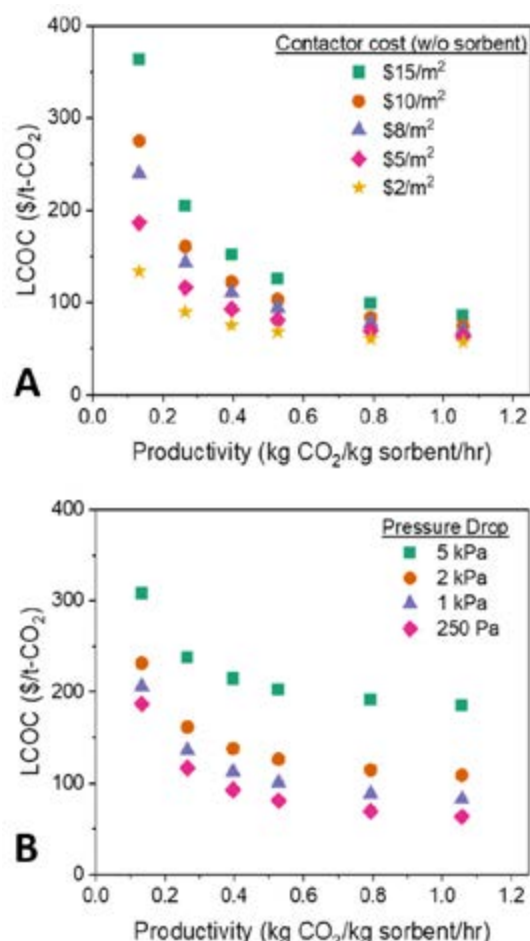 400
Contactor cost (w/o sorbent)
$15/m²
$10/m²
$8/m²
$5/m²
$2/m²
300
200
100
0
LCOC ($/t-CO₂)
A
0.0 0.2 0.4 0.6 0.8 1.0 1.2
Productivity (kg CO₂/kg sorbent/hr)
400
Pressure Drop
5 kPa
2 kPa
1 kPa
250 Pa
300
200
100
0
LCOC ($/t-CO₂)
B
0.0 0.2 0.4 0.6 0.8 1.0 1.2
Productivity (kg CO₂/kg sorbent/hr)